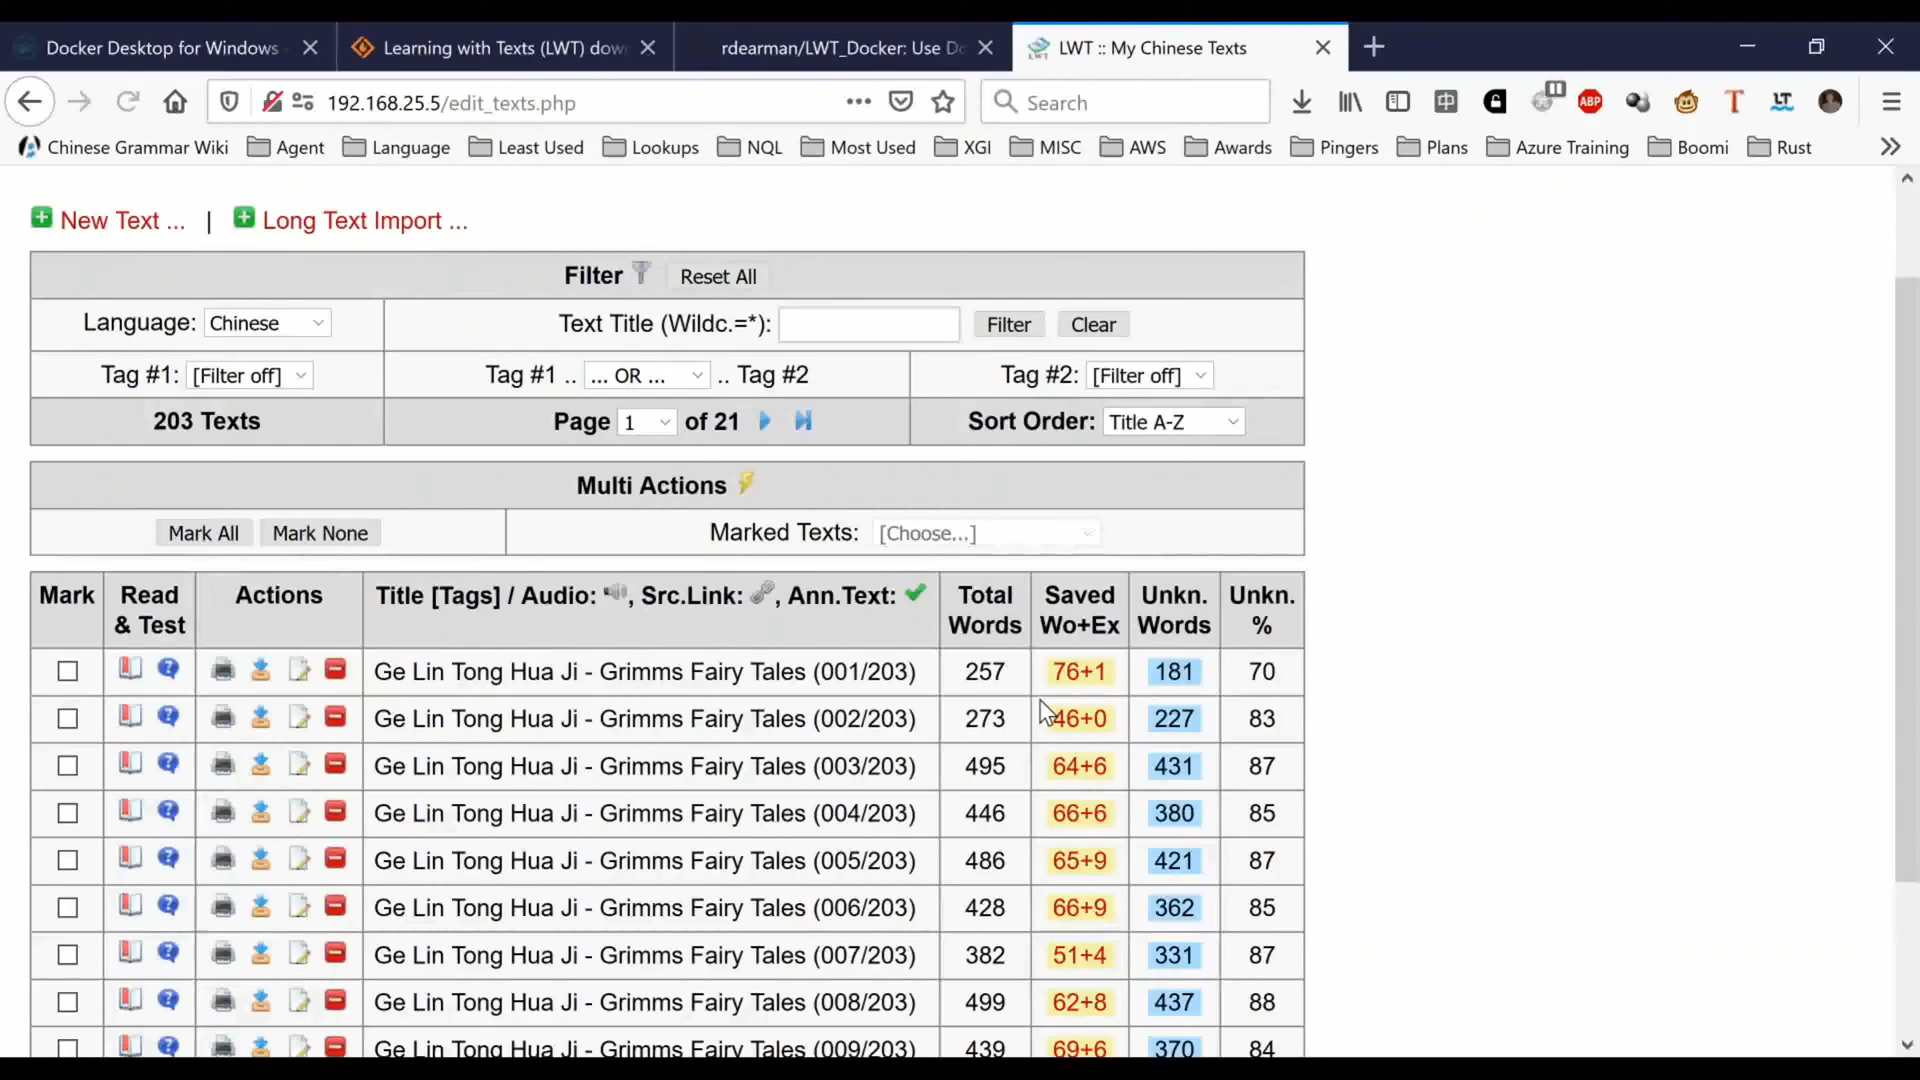 Docker Desktop for Windows -
Learning with Texts (LWT) dow
rdearman/LWT_Docker: Use Do
LWT :: My Chinese Texts
192.168.25.5/edit_texts.php
Search
ABP
LT
Chinese Grammar Wiki
Agent
Language
Least Used
Lookups
NQL
Most Used
XGI
MISC
AWS
Awards
Pingers
Plans
Azure Training
Boomi
Rust
New Text ... | Long Text Import ...
Filter Reset All
Language: Chinese
Text Title (Wildc.=*): Filter Clear
Tag #1: [Filter off]
Tag #1 .. ... OR ... .. Tag #2
Tag #2: [Filter off]
203 Texts
Page 1 of 21
Sort Order: Title A-Z
Multi Actions
Mark All Mark None
Marked Texts: [Choose...]
Mark
Read
& Test
Actions
Title [Tags] / Audio: , Src.Link: , Ann.Text:
Total
Words
Saved
Wo+Ex
Unkn.
Words
Unkn.
%
Ge Lin Tong Hua Ji - Grimms Fairy Tales (001/203) 257 76+1 181 70
Ge Lin Tong Hua Ji - Grimms Fairy Tales (002/203) 273 46+0 227 83
Ge Lin Tong Hua Ji - Grimms Fairy Tales (003/203) 495 64+6 431 87
Ge Lin Tong Hua Ji - Grimms Fairy Tales (004/203) 446 66+6 380 85
Ge Lin Tong Hua Ji - Grimms Fairy Tales (005/203) 486 65+9 421 87
Ge Lin Tong Hua Ji - Grimms Fairy Tales (006/203) 428 66+9 362 85
Ge Lin Tong Hua Ji - Grimms Fairy Tales (007/203) 382 51+4 331 87
Ge Lin Tong Hua Ji - Grimms Fairy Tales (008/203) 499 62+8 437 88
Ge Lin Tong Hua Ji - Grimms Fairy Tales (009/203) 439 69+6 370 84